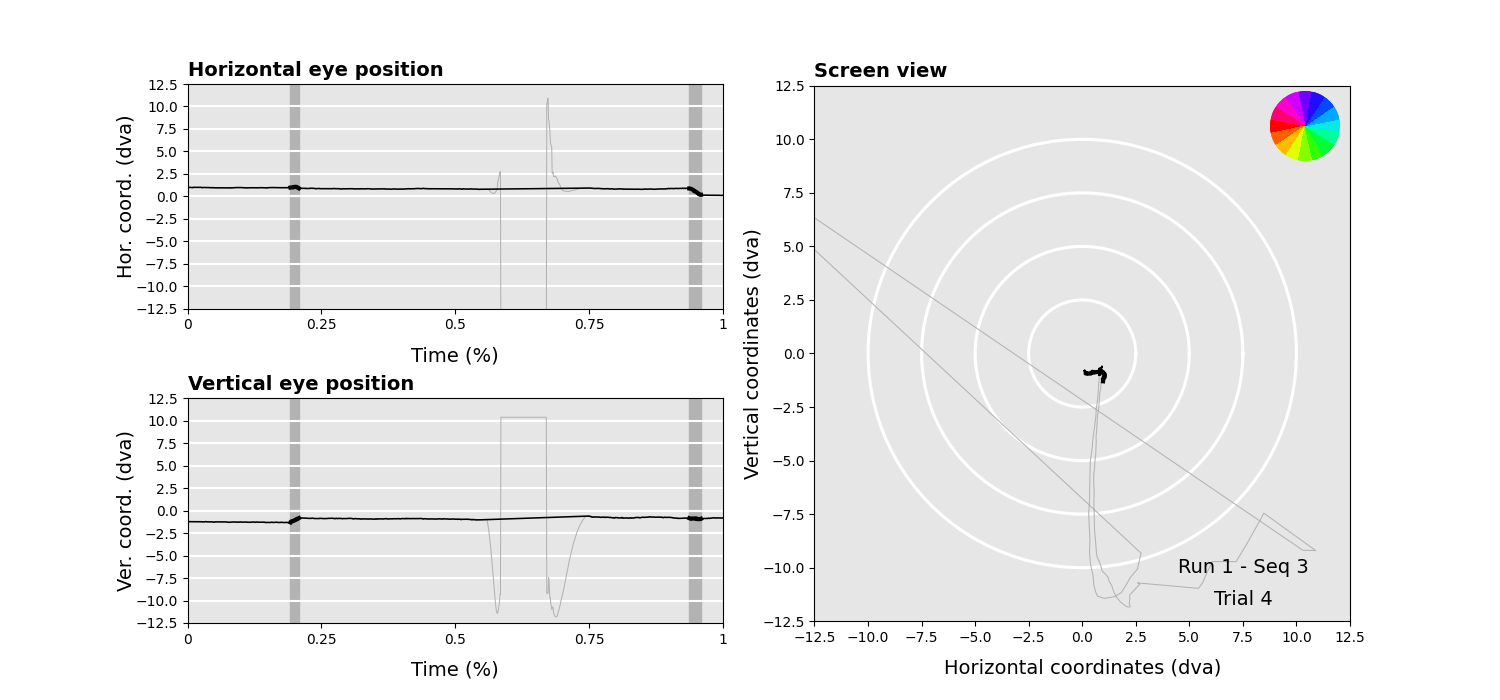 Horizontal eye position
Hor. coord. (dva)
12.5
10.0
7.5
5.0
2.5
0.0
−2.5
−5.0
−7.5
−10.0
−12.5
0 0.25 0.5 0.75 1
Time (%)
Vertical eye position
Ver. coord. (dva)
12.5
10.0
7.5
5.0
2.5
0.0
−2.5
−5.0
−7.5
−10.0
−12.5
0 0.25 0.5 0.75 1
Time (%)
Screen view
Vertical coordinates (dva)
12.5
10.0
7.5
5.0
2.5
0.0
−2.5
−5.0
−7.5
−10.0
−12.5
Run 1 - Seq 3
Trial 4
−12.5 −10.0 −7.5 −5.0 −2.5 0.0 2.5 5.0 7.5 10.0 12.5
Horizontal coordinates (dva)